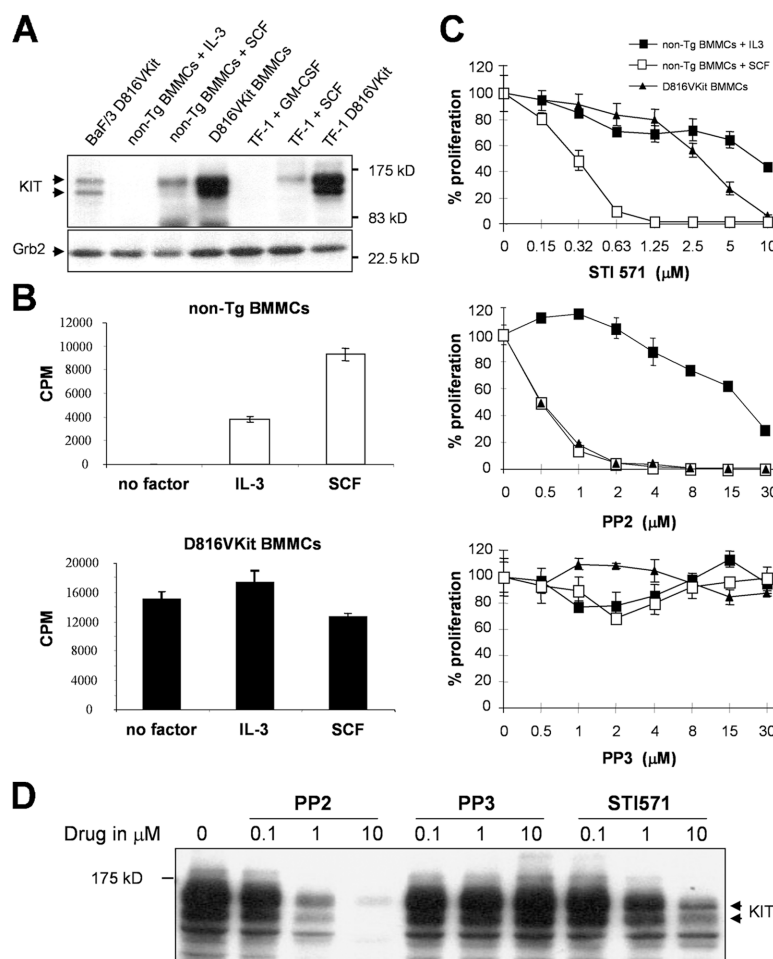 A
BaF/3 D816VKit
non-Tg BMMCs + IL-3
non-Tg BMMCs + SCF
D816VKit BMMCs
TF-1 + GM-CSF
TF-1 + SCF
TF-1 D816VKit
KIT
175 kD
83 kD
Grb2
22.5 kD
B
non-Tg BMMCs
CPM
12000
10000
8000
6000
4000
2000
0
no factor IL-3 SCF
D816VKit BMMCs
CPM
20000
16000
12000
8000
4000
0
no factor IL-3 SCF
C
non-Tg BMMCs + IL3
non-Tg BMMCs + SCF
D816VKit BMMCs
% proliferation
120
100
80
60
40
20
0
0 0.15 0.32 0.63 1.25 2.5 5 10
STI 571 (μM)
% proliferation
120
100
80
60
40
20
0
0 0.5 1 2 4 8 15 30
PP2 (μM)
% proliferation
120
100
80
60
40
20
0
0 0.5 1 2 4 8 15 30
PP3 (μM)
D
PP2 PP3 STI571
Drug in μM 0 0.1 1 10 0.1 1 10 0.1 1 10
175 kD
KIT